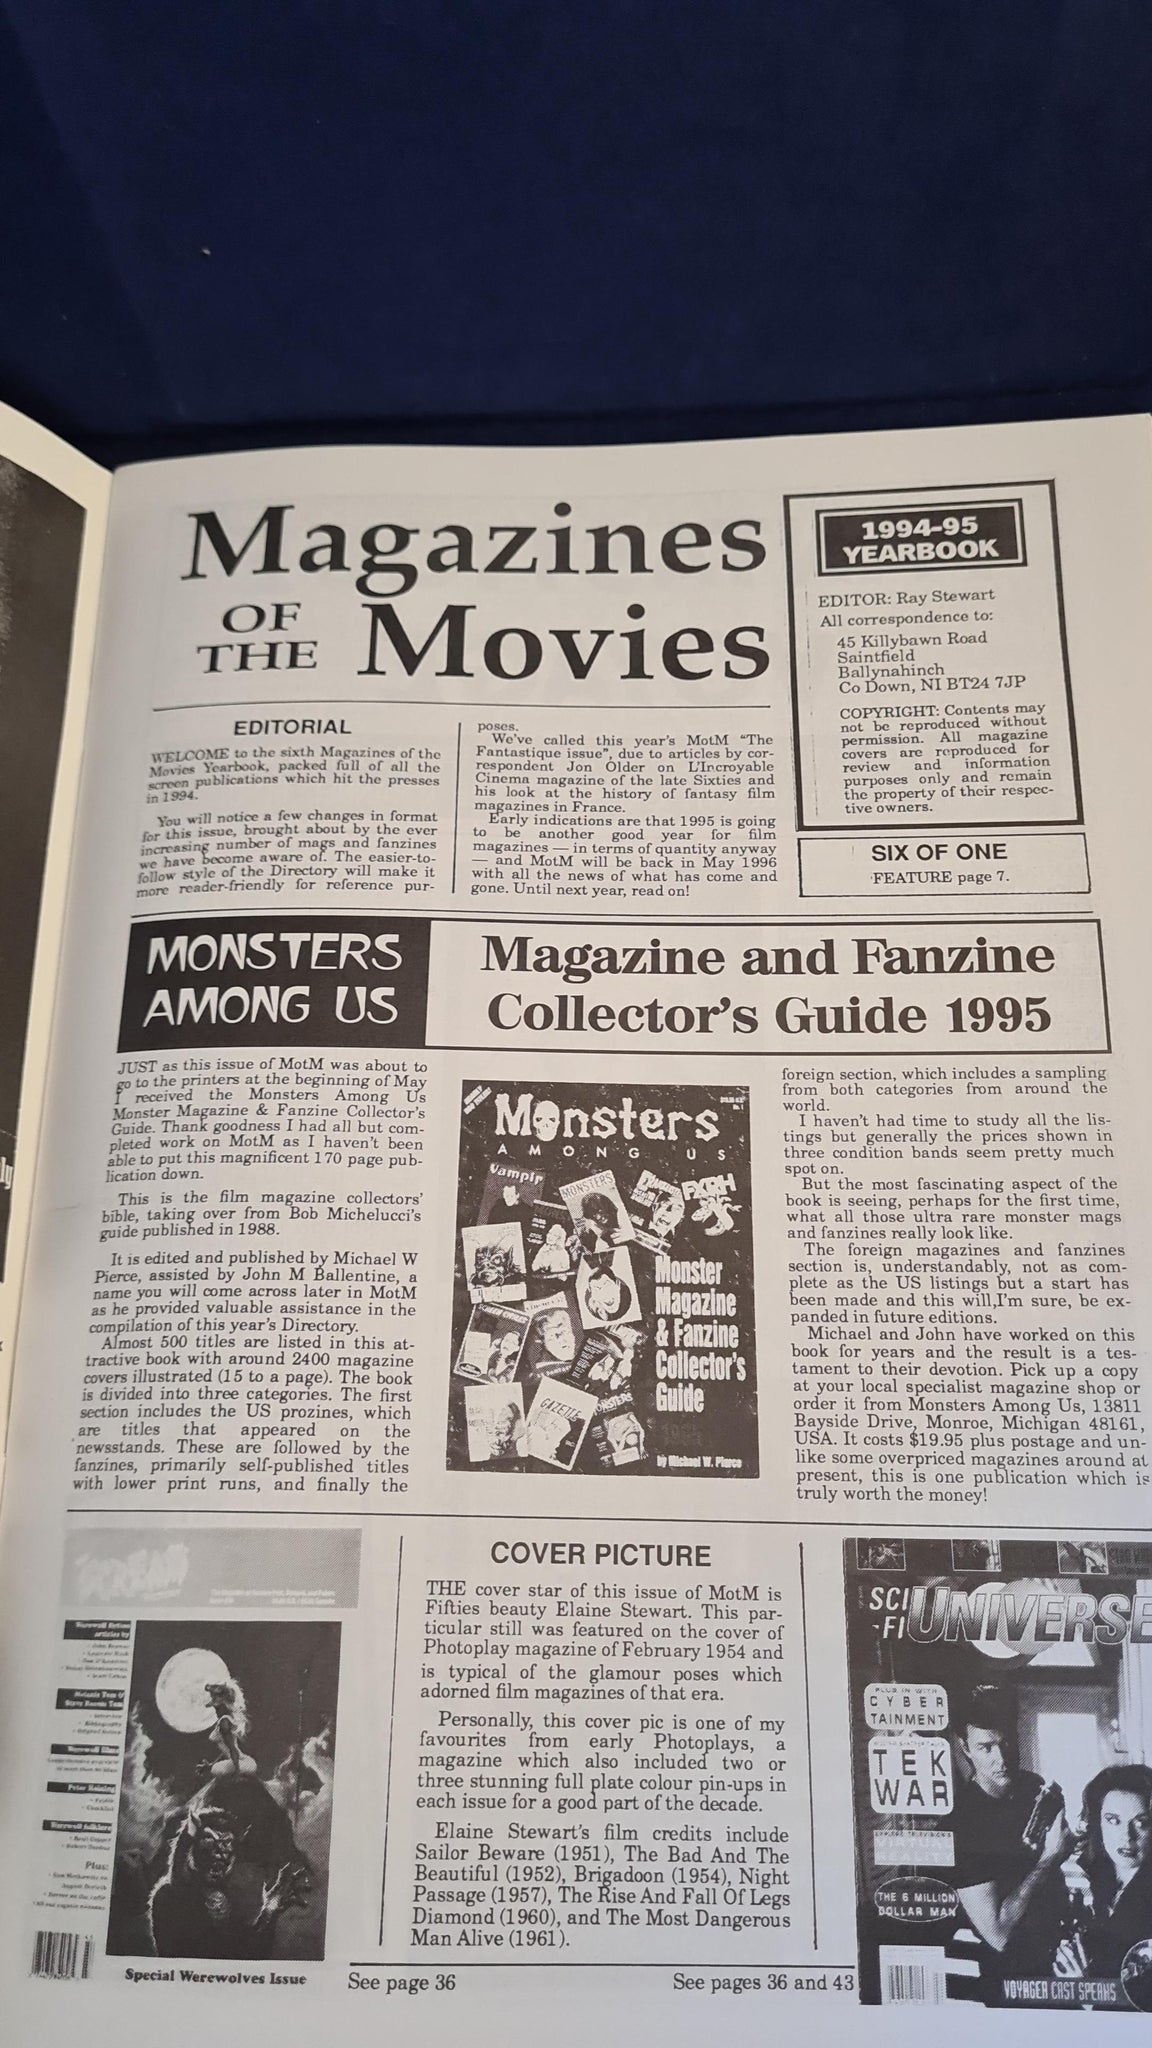 Magazines
OF
THE Movies
1994-95
YEARBOOK
EDITOR: Ray Stewart
All correspondence to:
45 Killybawn Road
Saintfield
Ballynahinch
Co Down, NI BT24 7JP
COPYRIGHT: Contents may
not be reproduced without
permission. All magazine
covers are reproduced for
review and information
purposes only and remain
the property of their respec-
tive owners.
SIX OF ONE
FEATURE page 7.
EDITORIAL
WELCOME to the sixth Magazines of the
Movies Yearbook, packed full of all the
screen publications which hit the presses
in 1994.
You will notice a few changes in format
for this issue, brought about by the ever
increasing number of mags and fanzines
we have become aware of. The easier-to-
follow style of the Directory will make it
more reader-friendly for reference pur-
poses.
We've called this year's MotM "The
Fantastique issue", due to articles by cor-
respondent Jon Older on L'Incroyable
Cinema magazine of the late Sixties and
his look at the history of fantasy film
magazines in France.
Early indications are that 1995 is going
to be another good year for film
magazines — in terms of quantity anyway
— and MotM will be back in May 1996
with all the news of what has come and
gone. Until next year, read on!
MONSTERS
AMONG US
Magazine and Fanzine
Collector's Guide 1995
JUST as this issue of MotM was about to
go to the printers at the beginning of May
I received the Monsters Among Us
Monster Magazine & Fanzine Collector's
Guide. Thank goodness I had all but com-
pleted work on MotM as I haven't been
able to put this magnificent 170 page pub-
lication down.
This is the film magazine collectors'
bible, taking over from Bob Michelucci's
guide published in 1988.
It is edited and published by Michael W
Pierce, assisted by John M Ballentine, a
name you will come across later in MotM
as he provided valuable assistance in the
compilation of this year's Directory.
Almost 500 titles are listed in this at-
tractive book with around 2400 magazine
covers illustrated (15 to a page). The book
is divided into three categories. The first
section includes the US prozines, which
are titles that appeared on the
newsstands. These are followed by the
fanzines, primarily self-published titles
with lower print runs, and finally the
Monsters
AMONG US
Vampir
MONSTERS
FXRH
GAZETTE
MONSTERS
Monster
Magazine
& Fanzine
Collector's
Guide
by Michael W. Pierce
foreign section, which includes a sampling
from both categories from around the
world.
I haven't had time to study all the lis-
tings but generally the prices shown in
three condition bands seem pretty much
spot on.
But the most fascinating aspect of the
book is seeing, perhaps for the first time,
what all those ultra rare monster mags
and fanzines really look like.
The foreign magazines and fanzines
section is, understandably, not as com-
plete as the US listings but a start has
been made and this will,I'm sure, be ex-
panded in future editions.
Michael and John have worked on this
book for years and the result is a tes-
tament to their devotion. Pick up a copy
at your local specialist magazine shop or
order it from Monsters Among Us, 13811
Bayside Drive, Monroe, Michigan 48161,
USA. It costs $19.95 plus postage and un-
like some overpriced magazines around at
present, this is one publication which is
truly worth the money!
SCREAM
Werewolf fiction
articles by
Werewolf films
Peter Haining
Werewolf folklore
Plus:
Special Werewolves Issue
COVER PICTURE
THE cover star of this issue of MotM is
Fifties beauty Elaine Stewart. This par-
ticular still was featured on the cover of
Photoplay magazine of February 1954 and
is typical of the glamour poses which
adorned film magazines of that era.
Personally, this cover pic is one of my
favourites from early Photoplays, a
magazine which also included two or
three stunning full plate colour pin-ups in
each issue for a good part of the decade.
Elaine Stewart's film credits include
Sailor Beware (1951), The Bad And The
Beautiful (1952), Brigadoon (1954), Night
Passage (1957), The Rise And Fall Of Legs
Diamond (1960), and The Most Dangerous
Man Alive (1961).
See page 36
See pages 36 and 43
SCI
-FI UNIVERSE
PLUG IN WITH
CYBER
TAINMENT
TEK
WAR
REALITY
THE 6 MILLION
DOLLAR MAN
VOYAGER CAST SPEAKS